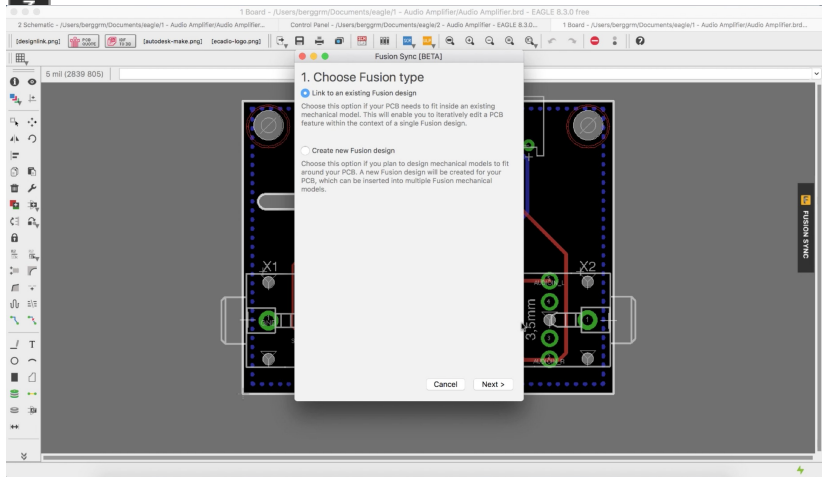 1 Board - /Users/berggrm/Documents/eagle/1 - Audio Amplifier/Audio Amplifier.brd - EAGLE 8.3.0 free
2 Schematic - /Users/berggrm/Documents/eagle/1 - Audio Amplifier/Audio Amplifier...
Control Panel - /Users/berggrm/Documents/eagle/2 - Audio Amplifier - EAGLE 8.3.0...
1 Board - /Users/berggrm/Documents/eagle/1 - Audio Amplifier/Audio Amplifier.brd...
[designlink.png]
PCB QUOTE
IDF TO 3D
[autodesk-make.png]
[ecadio-logo.png]
SCR
ULP
Fusion Sync [BETA]
5 mil (2839 805)
1. Choose Fusion type
Link to an existing Fusion design
Choose this option if your PCB needs to fit inside an existing
mechanical model. This will enable you to iteratively edit a PCB
feature within the context of a single Fusion design.
Create new Fusion design
Choose this option if you plan to design mechanical models to fit
around your PCB. A new Fusion design will be created for your
PCB, which can be inserted into multiple Fusion mechanical
models.
F FUSION SYNC
X1
X2
3,5mm
Cancel
Next >